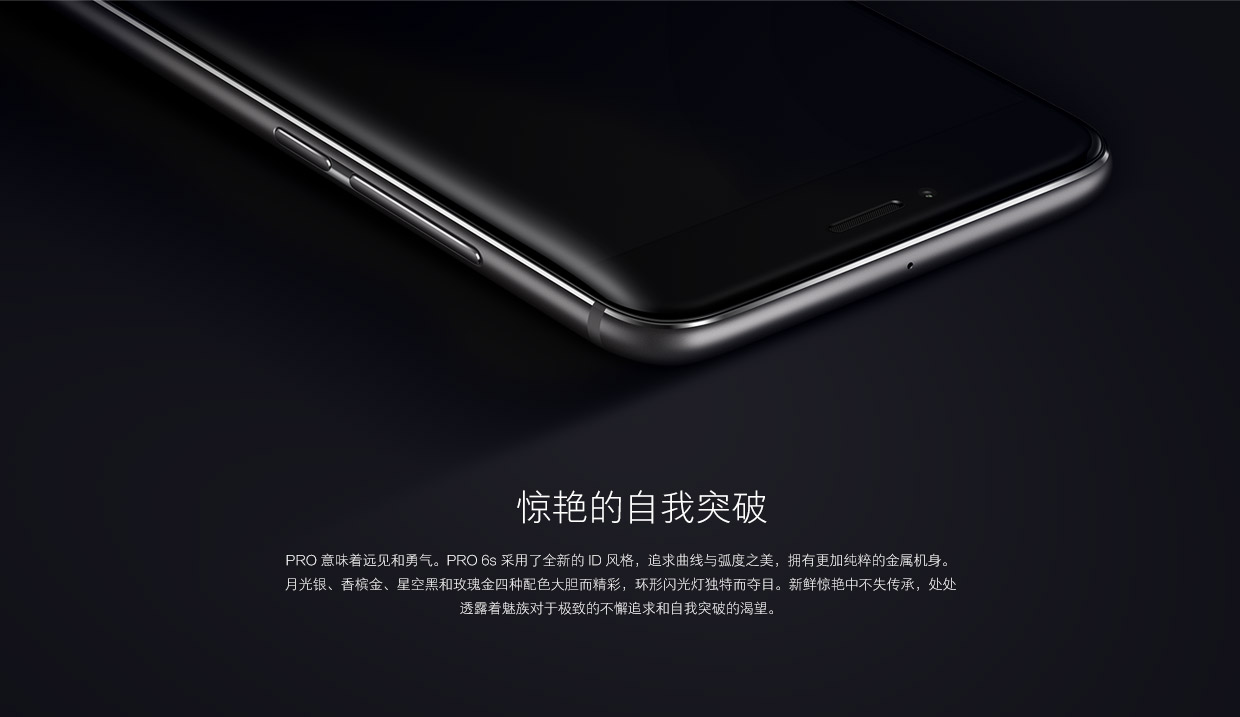 惊艳的自我突破
PRO 意味着远见和勇气。PRO 6s 采用了全新的 ID 风格，追求曲线与弧度之美，拥有更加纯粹的金属机身。
月光银、香槟金、星空黑和玫瑰金四种配色大胆而精彩，环形闪光灯独特而夺目。新鲜惊艳中不失传承，处处
透露着魅族对于极致的不懈追求和自我突破的渴望。